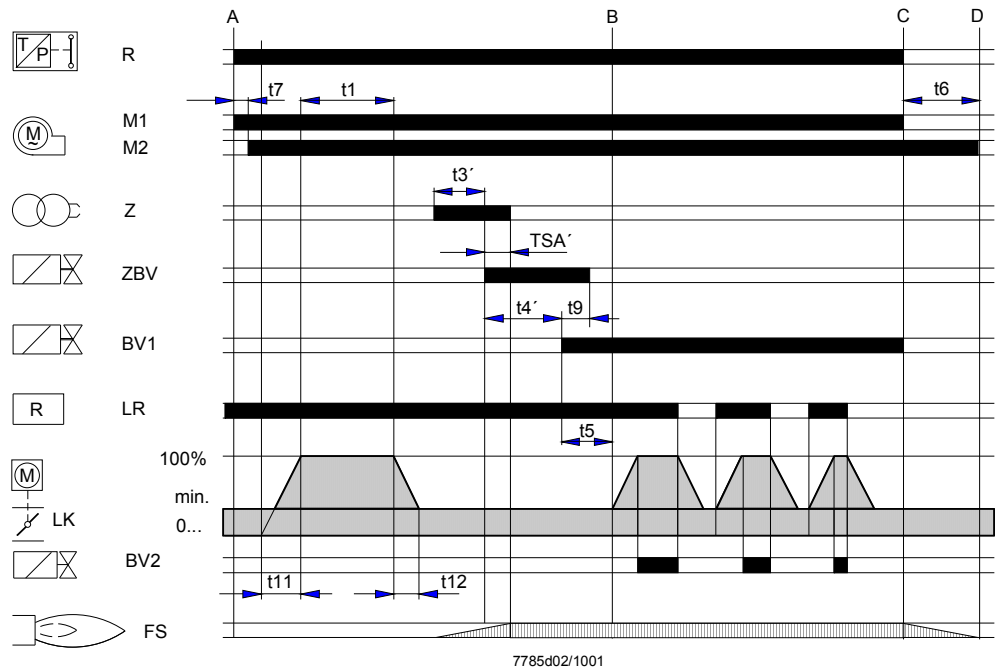 A B C D
T P R
t7 t1 t6
M1
M ~
M2
t3´
Z
TSA´
ZBV
t4´ t9
BV1
R LR
t5
100%
M
min.
LK
0...
BV2
t11 t12
FS
7785d02/1001